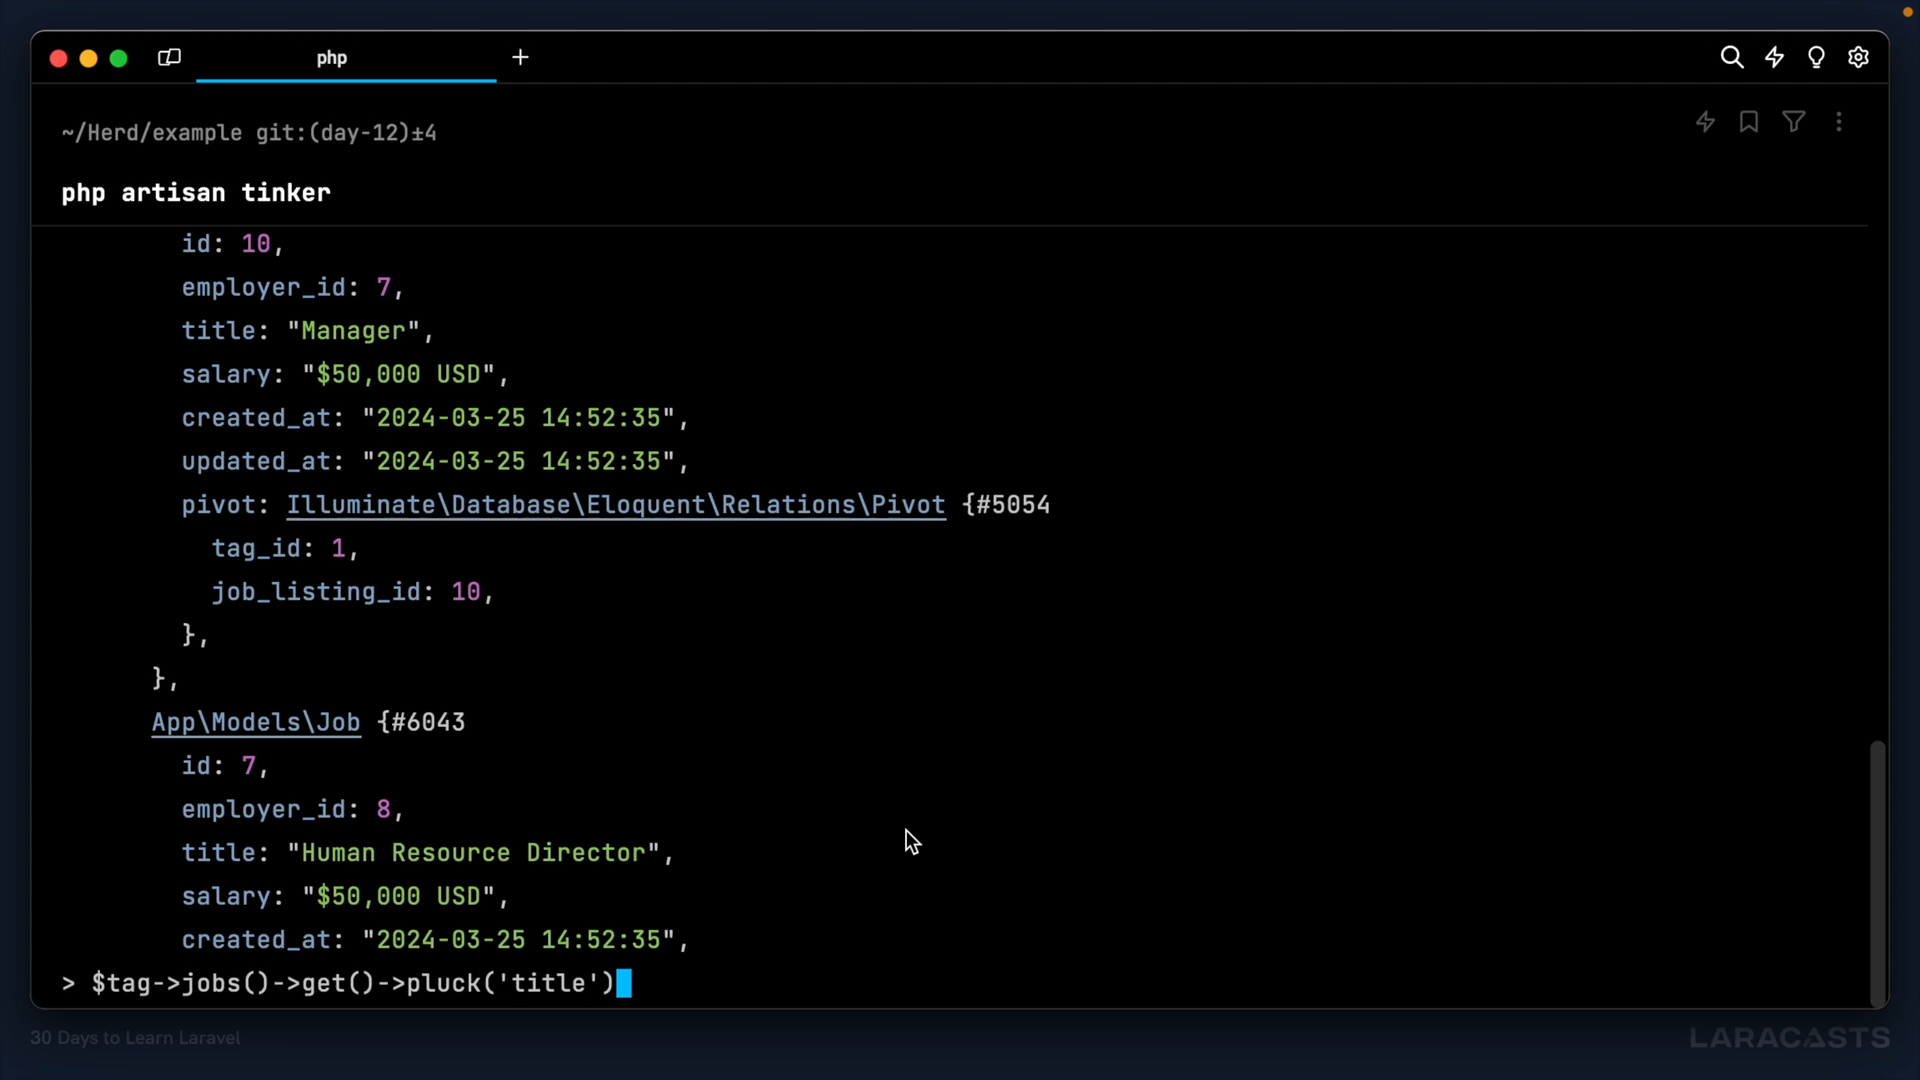 php
~/Herd/example git:(day-12)±4
php artisan tinker
id: 10,
employer_id: 7,
title: "Manager",
salary: "$50,000 USD",
created_at: "2024-03-25 14:52:35",
updated_at: "2024-03-25 14:52:35",
pivot: Illuminate\Database\Eloquent\Relations\Pivot {#5054
tag_id: 1,
job_listing_id: 10,
},
},
App\Models\Job {#6043
id: 7,
employer_id: 8,
title: "Human Resource Director",
salary: "$50,000 USD",
created_at: "2024-03-25 14:52:35",
> $tag->jobs()->get()->pluck('title')
30 Days to Learn Laravel
LARACASTS